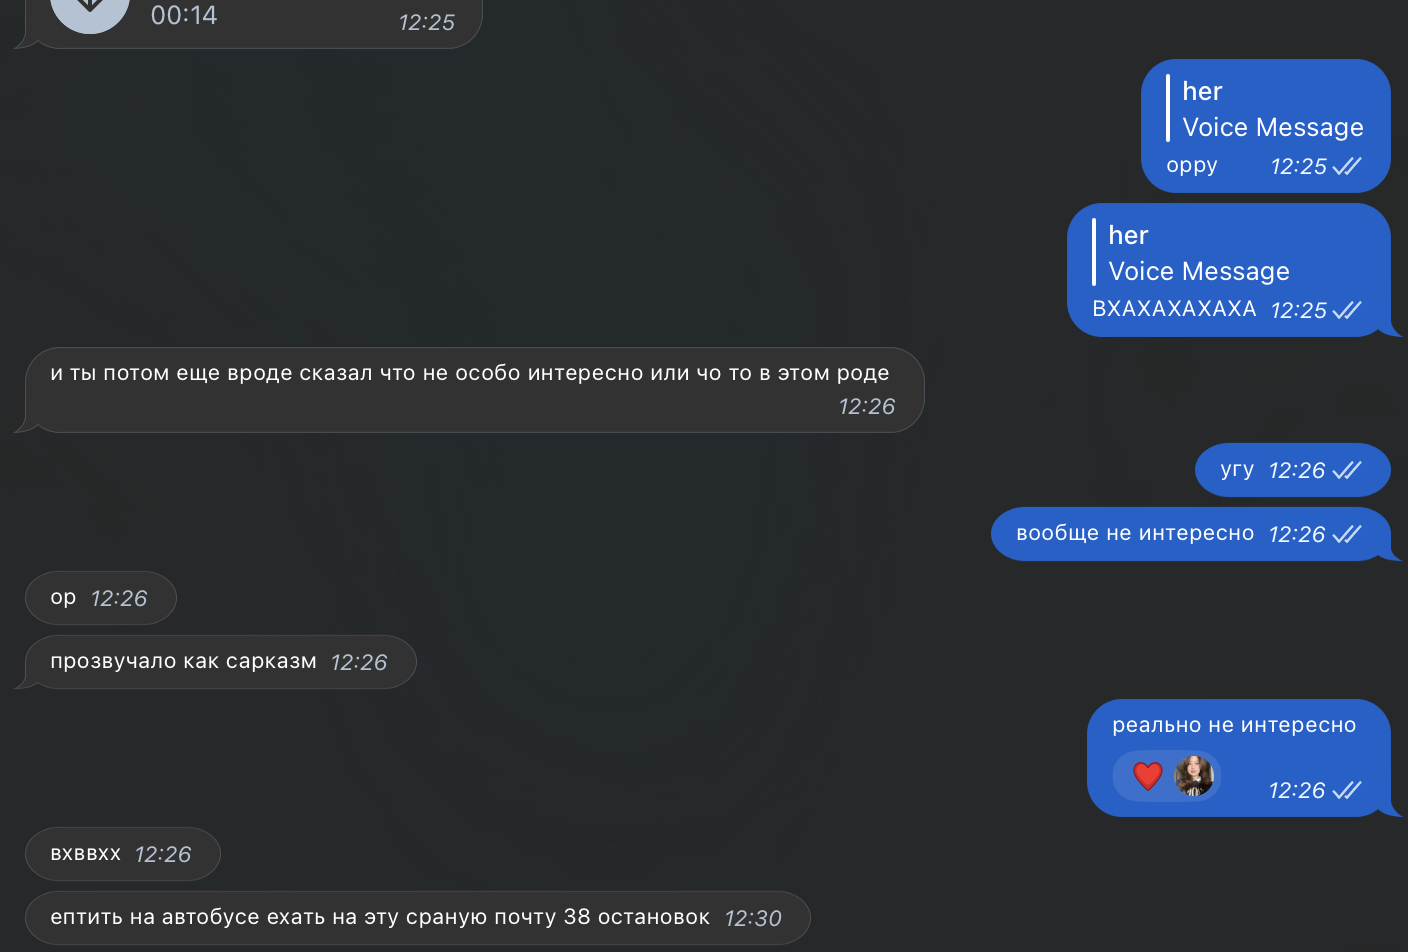 00:14
12:25
her
Voice Message
орру 12:25
her
Voice Message
ВХАХАХАХАХА 12:25
и ты потом еще вроде сказал что не особо интересно или чо то в этом роде
12:26
угу 12:26
вообще не интересно 12:26
ор 12:26
прозвучало как сарказм 12:26
реально не интересно
12:26
вхввхх 12:26
ептить на автобусе ехать на эту сраную почту 38 остановок 12:30